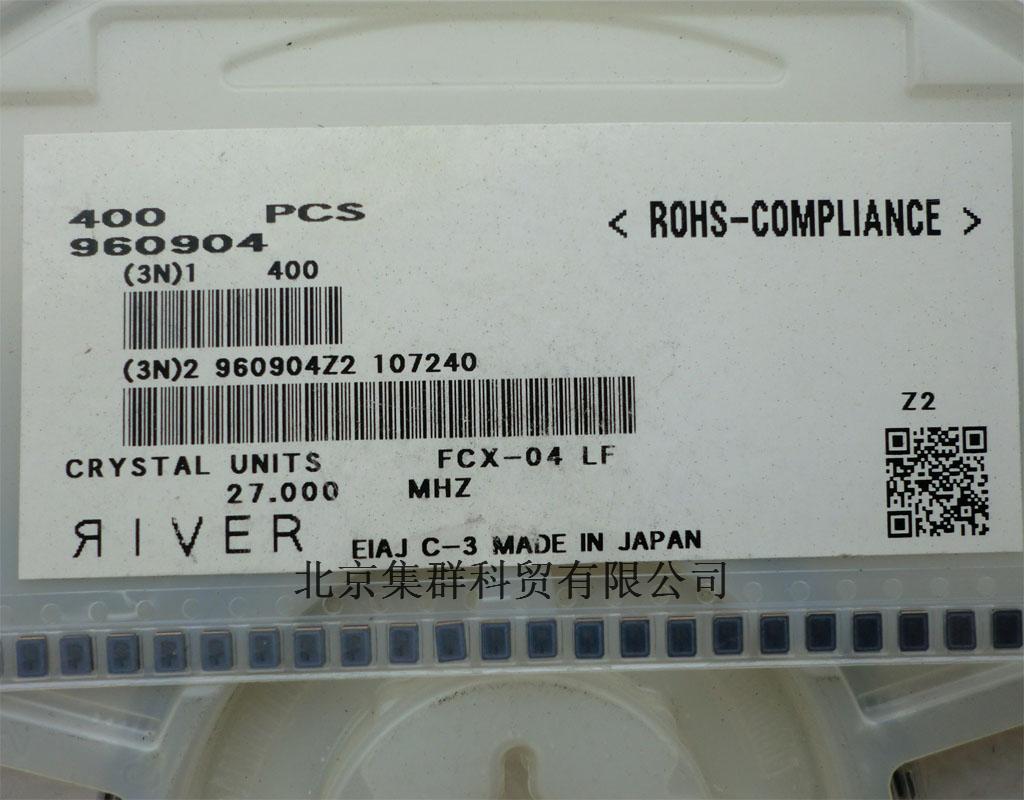 400 PCS
< ROHS-COMPLIANCE >
960904
(3N)1 400
(3N)2 960904Z2 107240
Z2
CRYSTAL UNITS FCX-04 LF
27.000 MHZ
ЯIVER EIAJ C-3 MADE IN JAPAN
北京集群科贸有限公司